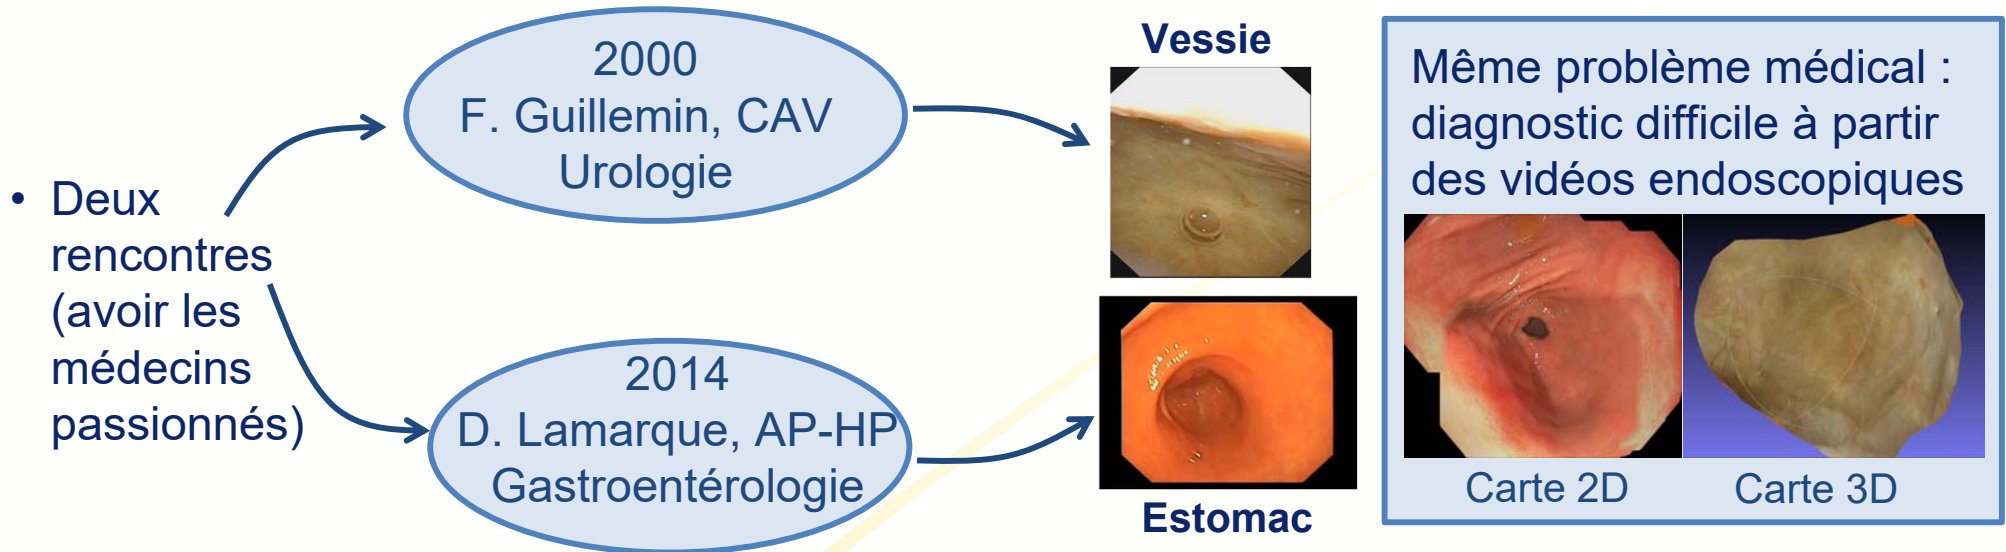 • Deux
rencontres
(avoir les
médecins
passionnés)
2000
F. Guillemin, CAV
Urologie
2014
D. Lamarque, AP-HP
Gastroentérologie
Vessie
Estomac
Même problème médical :
diagnostic difficile à partir
des vidéos endoscopiques
Carte 2D
Carte 3D